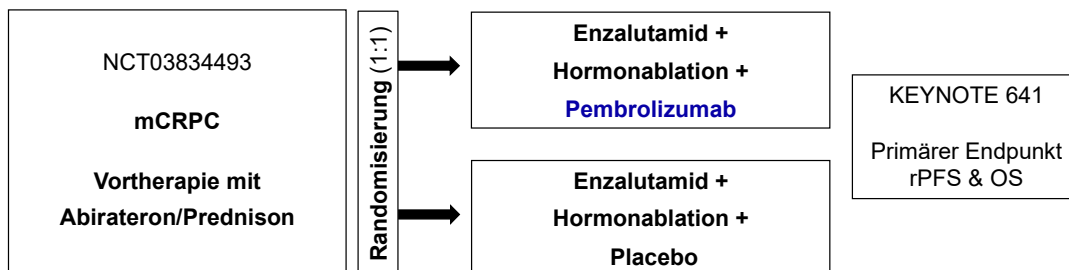 NCT03834493
mCRPC
Vortherapie mit
Abirateron/Prednison
Randomisierung (1:1)
Enzalutamid +
Hormonablation +
Pembrolizumab
Enzalutamid +
Hormonablation +
Placebo
KEYNOTE 641
Primärer Endpunkt
rPFS & OS